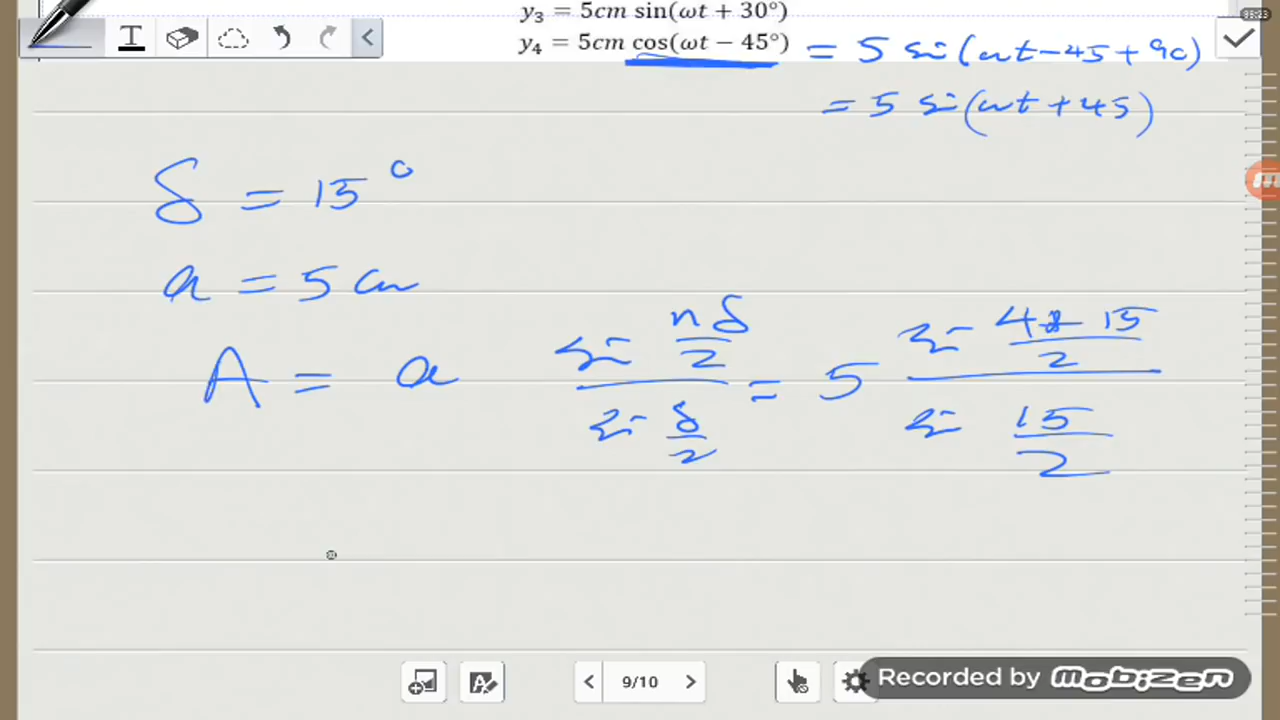 y₃ = 5cm sin(ωt + 30°)
y₄ = 5cm cos(ωt − 45°) = 5 sin(ωt − 45 + 90)
= 5 sin(ωt + 45)
δ = 15°
a = 5 cm
A = a (sin nδ/2)/(sin δ/2) = 5 (sin 4×15/2)/(sin 15/2)
T
9/10
Recorded by mobizen